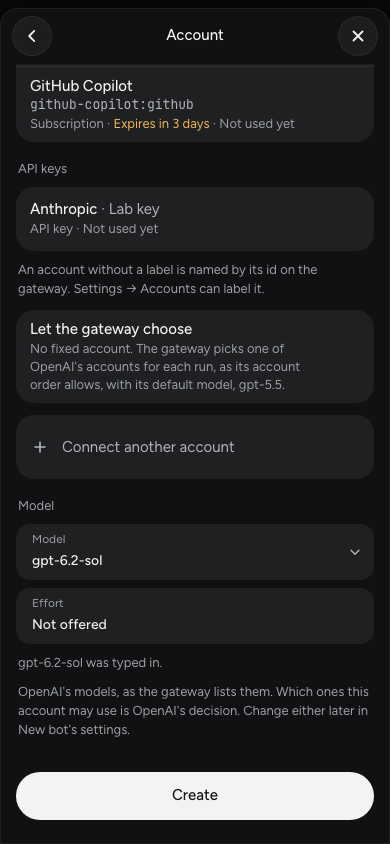 Account
GitHub Copilot
github-copilot:github
Subscription · Expires in 3 days · Not used yet
API keys
Anthropic · Lab key
API key · Not used yet
An account without a label is named by its id on the
gateway. Settings → Accounts can label it.
Let the gateway choose
No fixed account. The gateway picks one of
OpenAI's accounts for each run, as its account
order allows, with its default model, gpt-5.5.
Connect another account
Model
Model
gpt-6.2-sol
Effort
Not offered
gpt-6.2-sol was typed in.
OpenAI's models, as the gateway lists them. Which ones this
account may use is OpenAI's decision. Change either later in
New bot's settings.
Create